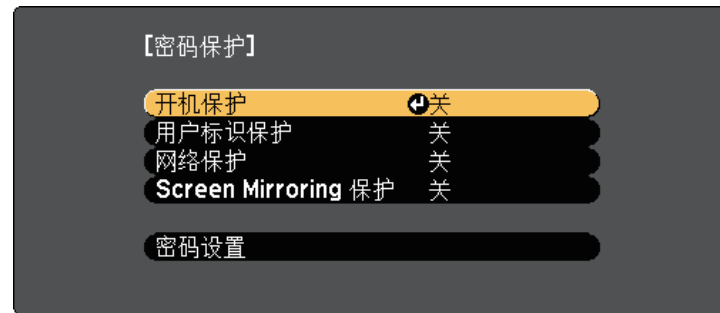 [密码保护]
开机保护 关
用户标识保护 关
网络保护 关
Screen Mirroring 保护 关
密码设置